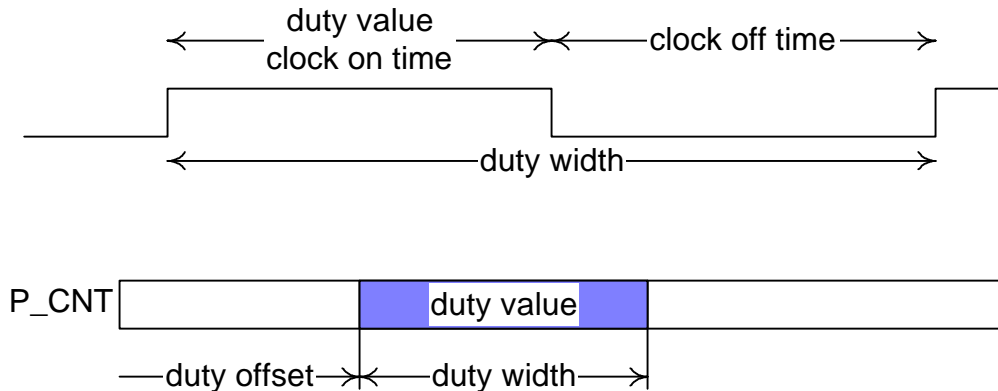 duty value
clock on time
clock off time
duty width
P_CNT
duty value
duty offset
duty width